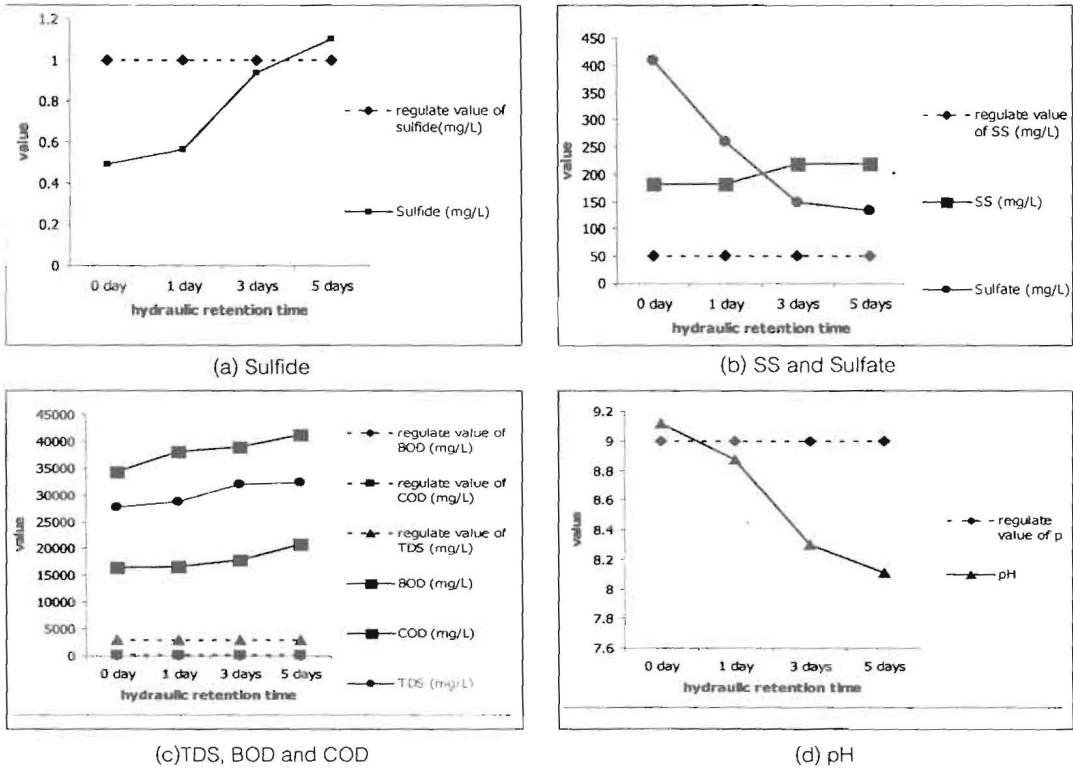 1.2
1
0.8
0.6
0.4
0.2
0
value
0 day 1 day 3 days 5 days
hydraulic retention time
regulate value of
sulfide(mg/L)
Sulfide (mg/L)
(a) Sulfide
450
400
350
300
250
200
150
100
50
0
value
0 day 1 day 3 days 5 days
hydraulic retention time
regulate value
of SS (mg/L)
SS (mg/L)
Sulfate (mg/L)
(b) SS and Sulfate
45000
40000
35000
30000
25000
20000
15000
10000
5000
0
value
0 day 1 day 3 days 5 days
hydraulic retention time
regulate value of
BOD (mg/L)
regulate value of
COD (mg/L)
regulate value of
TDS (mg/L)
BOD (mg/L)
COD (mg/L)
TDS (mg/L)
(c)TDS, BOD and COD
9.2
9
8.8
8.6
8.4
8.2
8
7.8
7.6
value
0 day 1 day 3 days 5 days
hydraulic retention time
regulate
value of p
pH
(d) pH